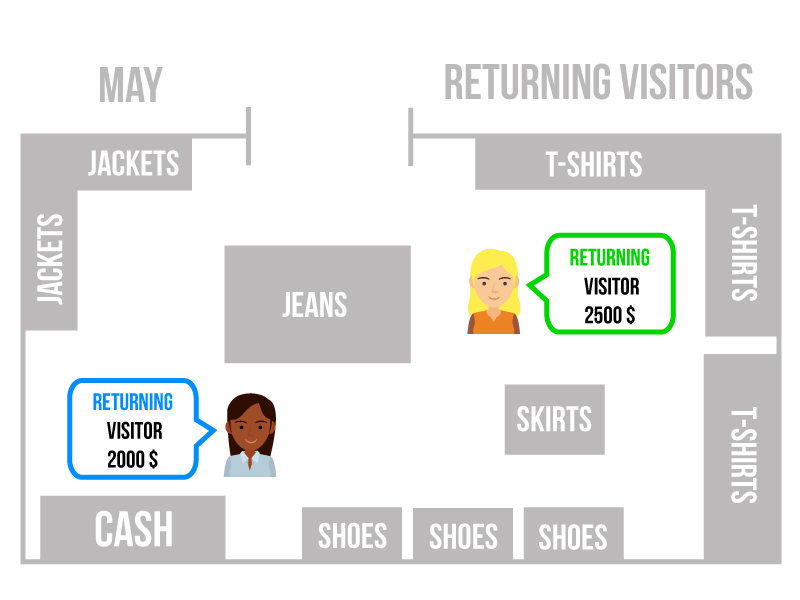 MAY
RETURNING VISITORS
JACKETS
T-SHIRTS
JACKETS
T-SHIRTS
JEANS
RETURNING
VISITOR
2500 $
RETURNING
VISITOR
2000 $
SKIRTS
T-SHIRTS
CASH
SHOES
SHOES
SHOES